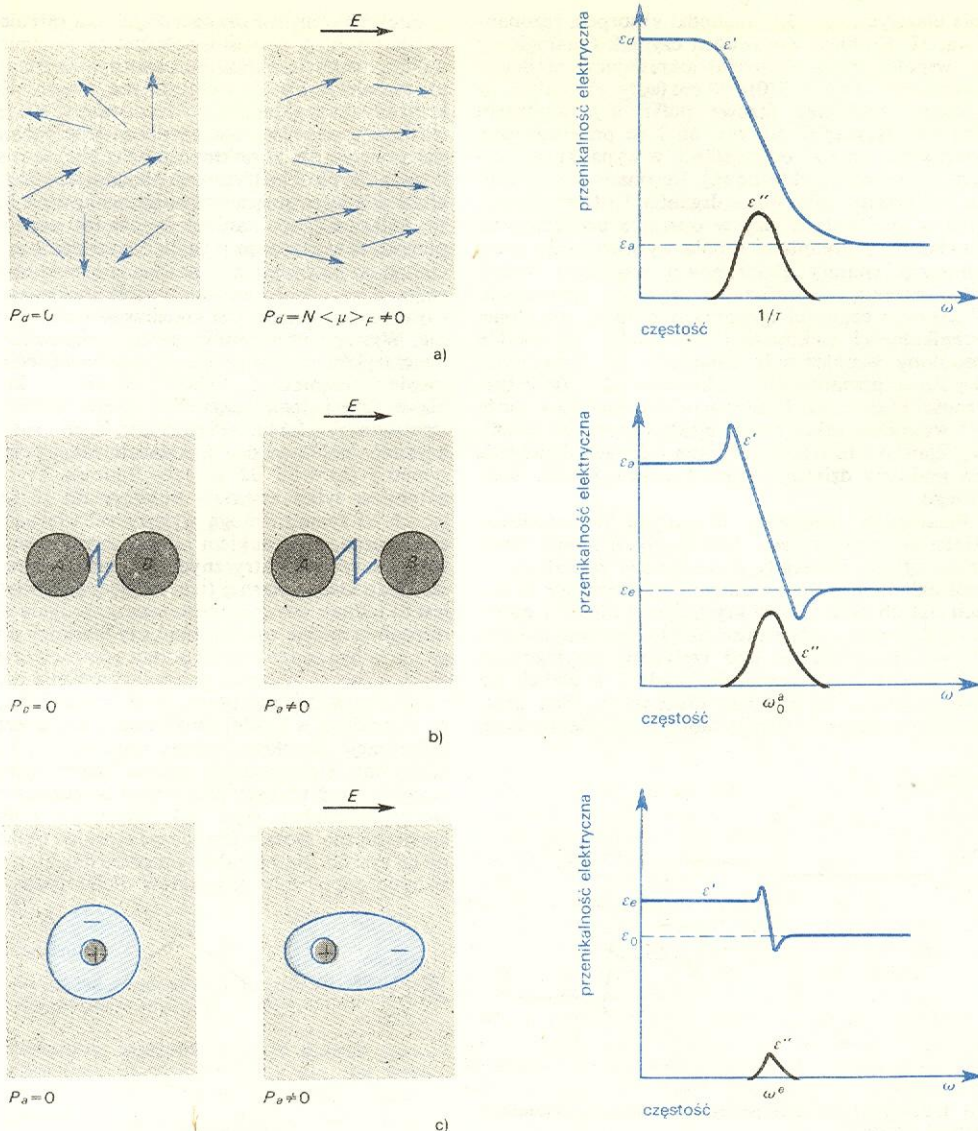 E
P_d=0
P_d=N<μ>_E≠0
a)
przenikalność elektryczna
ε_d
ε'
ε''
ε_a
1/τ
ω
częstość
E
A
B
A
B
P_a=0
P_a≠0
b)
przenikalność elektryczna
ε_a
ε'
ε_e
ε''
ω_0^a
ω
częstość
E
−
+
+
−
P_a=0
P_a≠0
c)
przenikalność elektryczna
ε_e
ε'
ε_0
ε''
ω^e
ω
częstość